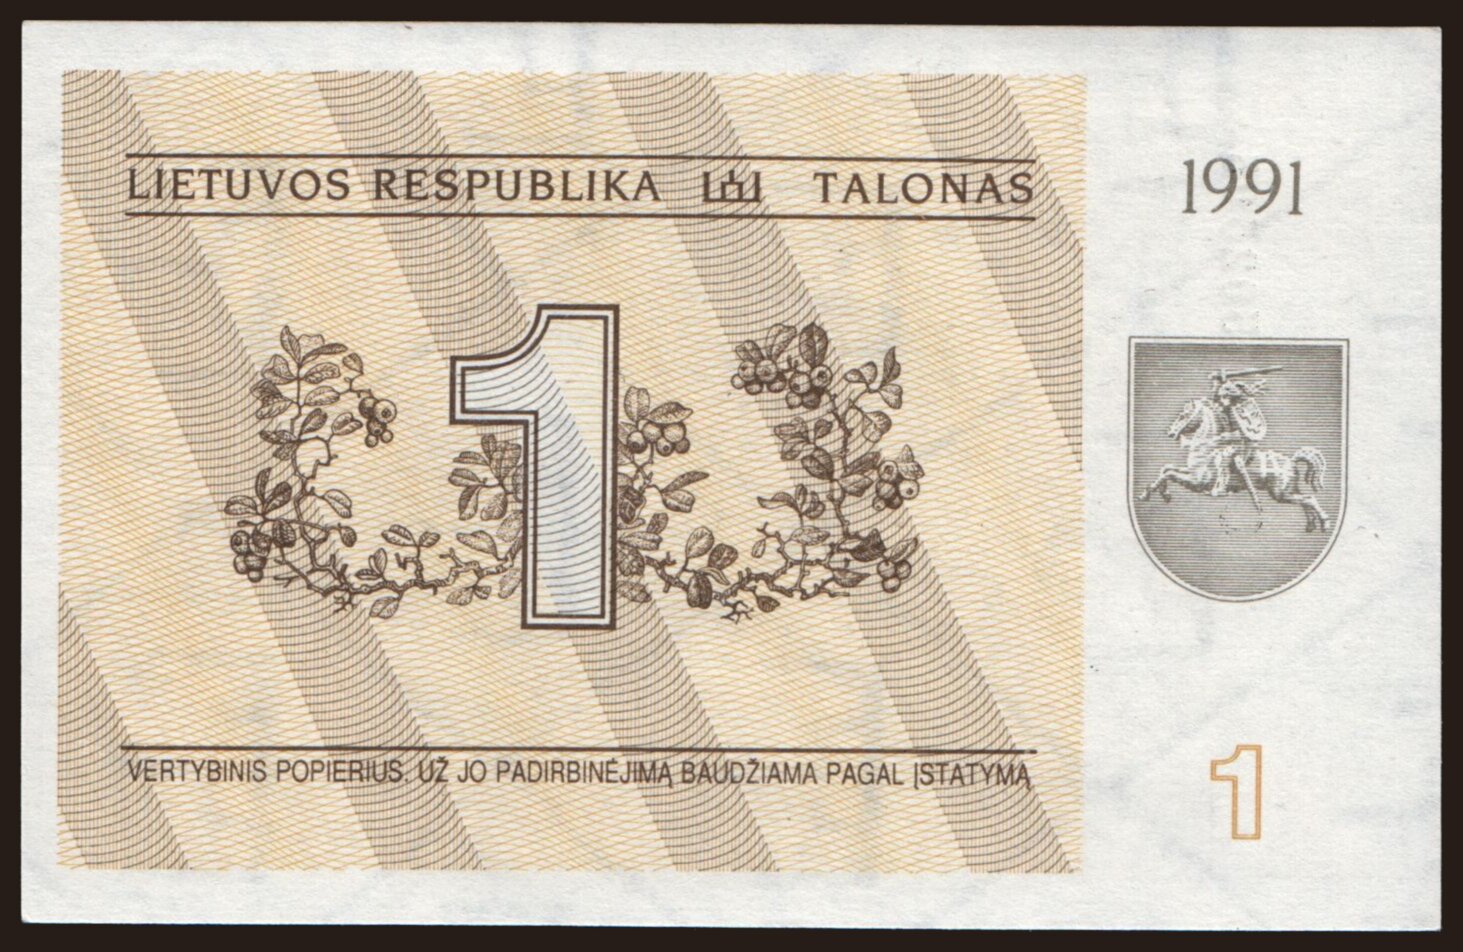 LIETUVOS RESPUBLIKA TALONAS
1991
1
VERTYBINIS POPIERIUS. UŽ JO PADIRBINĖJIMĄ BAUDŽIAMA PAGAL ĮSTATYMĄ
1